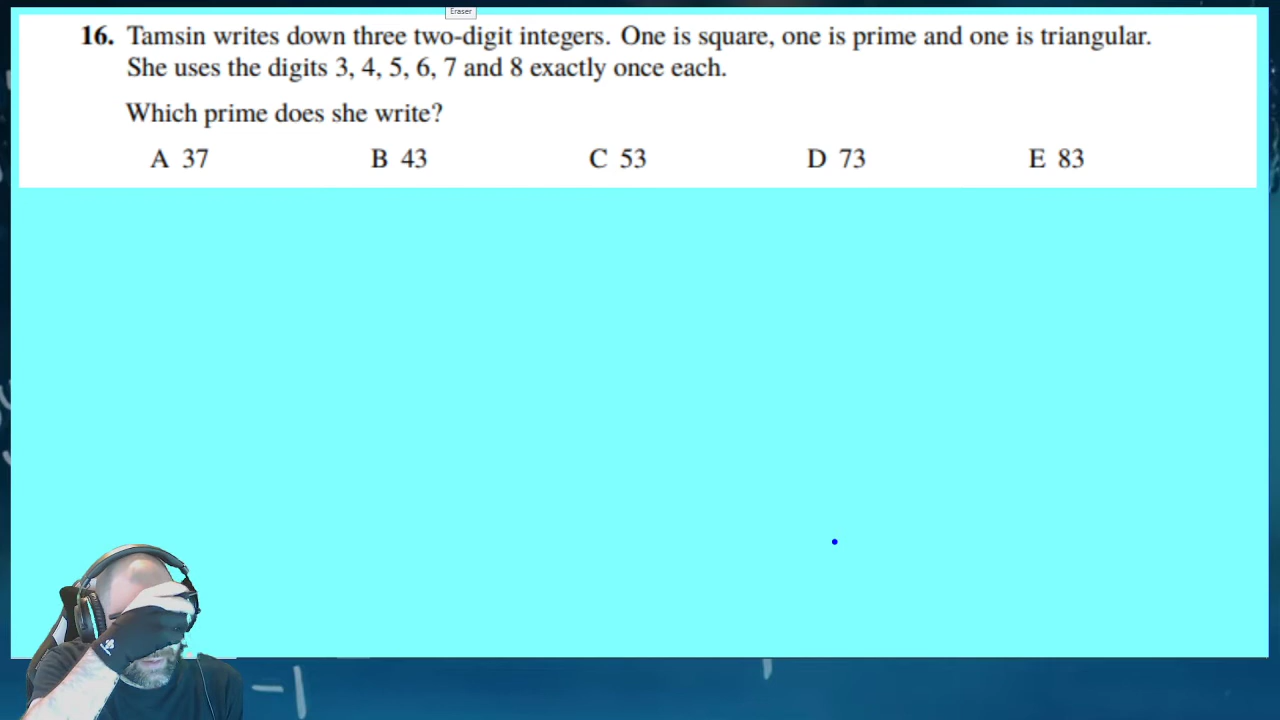 Eraser
16. Tamsin writes down three two-digit integers. One is square, one is prime and one is triangular.
She uses the digits 3, 4, 5, 6, 7 and 8 exactly once each.
Which prime does she write?
A 37 B 43 C 53 D 73 E 83
-1